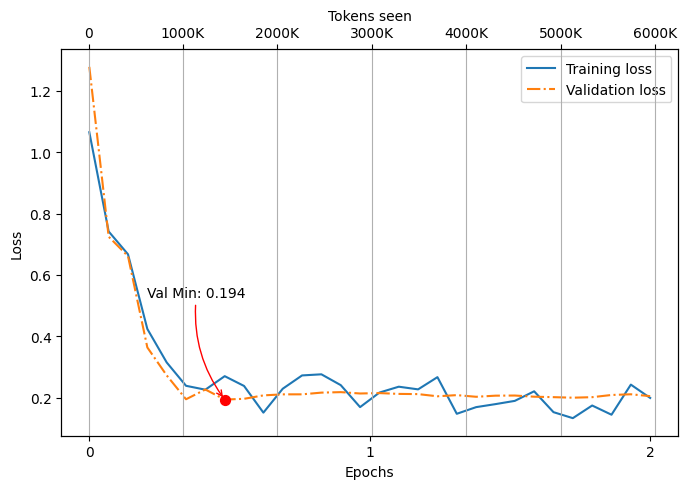 Tokens seen
0 1000K 2000K 3000K 4000K 5000K 6000K
Training loss
Validation loss
1.2
1.0
0.8
0.6
0.4
0.2
Loss
Val Min: 0.194
0 1 2
Epochs